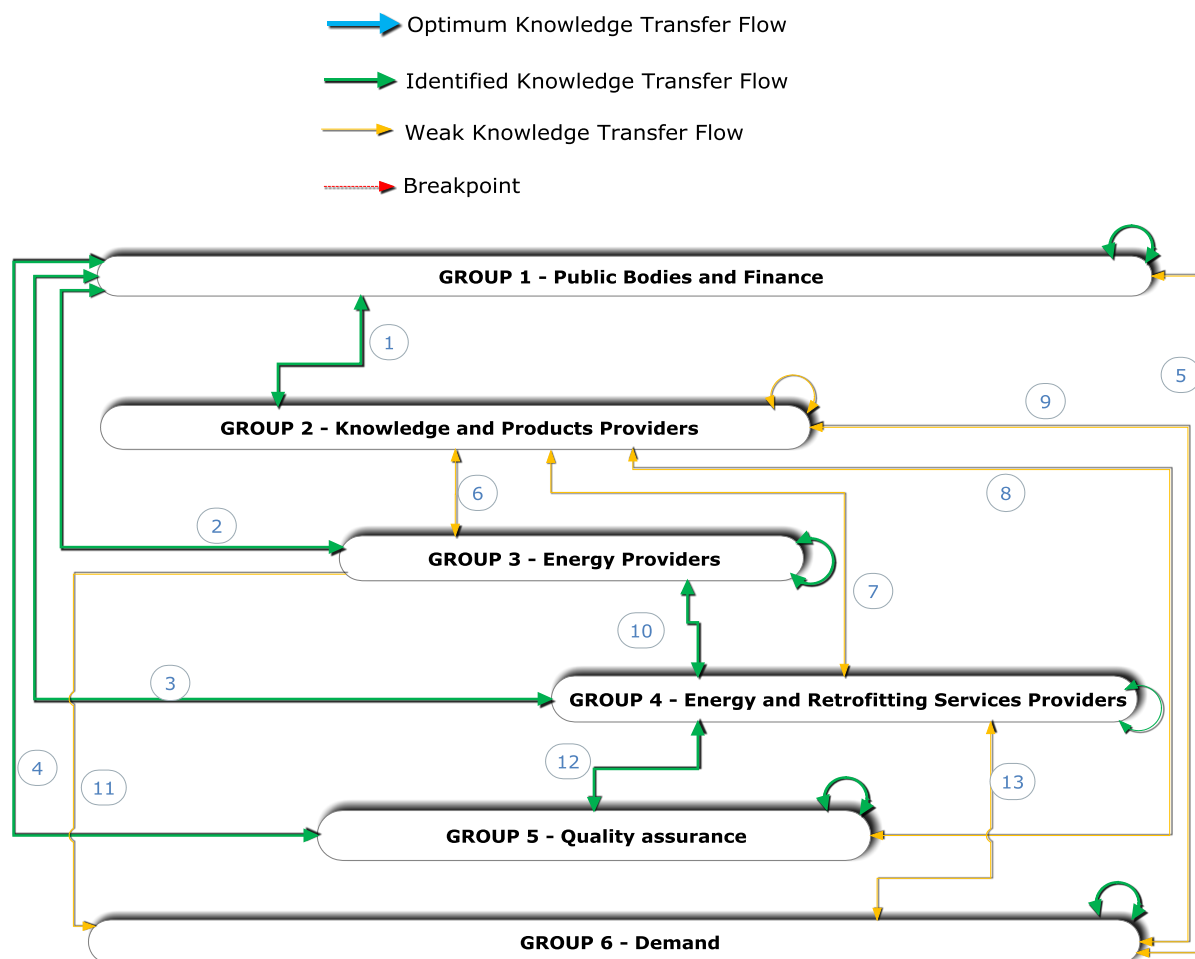 Optimum Knowledge Transfer Flow
Identified Knowledge Transfer Flow
Weak Knowledge Transfer Flow
Breakpoint
GROUP 1 - Public Bodies and Finance
1
5
9
GROUP 2 - Knowledge and Products Providers
6
8
2
GROUP 3 - Energy Providers
7
10
3
GROUP 4 - Energy and Retrofitting Services Providers
4
12
11
13
GROUP 5 - Quality assurance
GROUP 6 - Demand